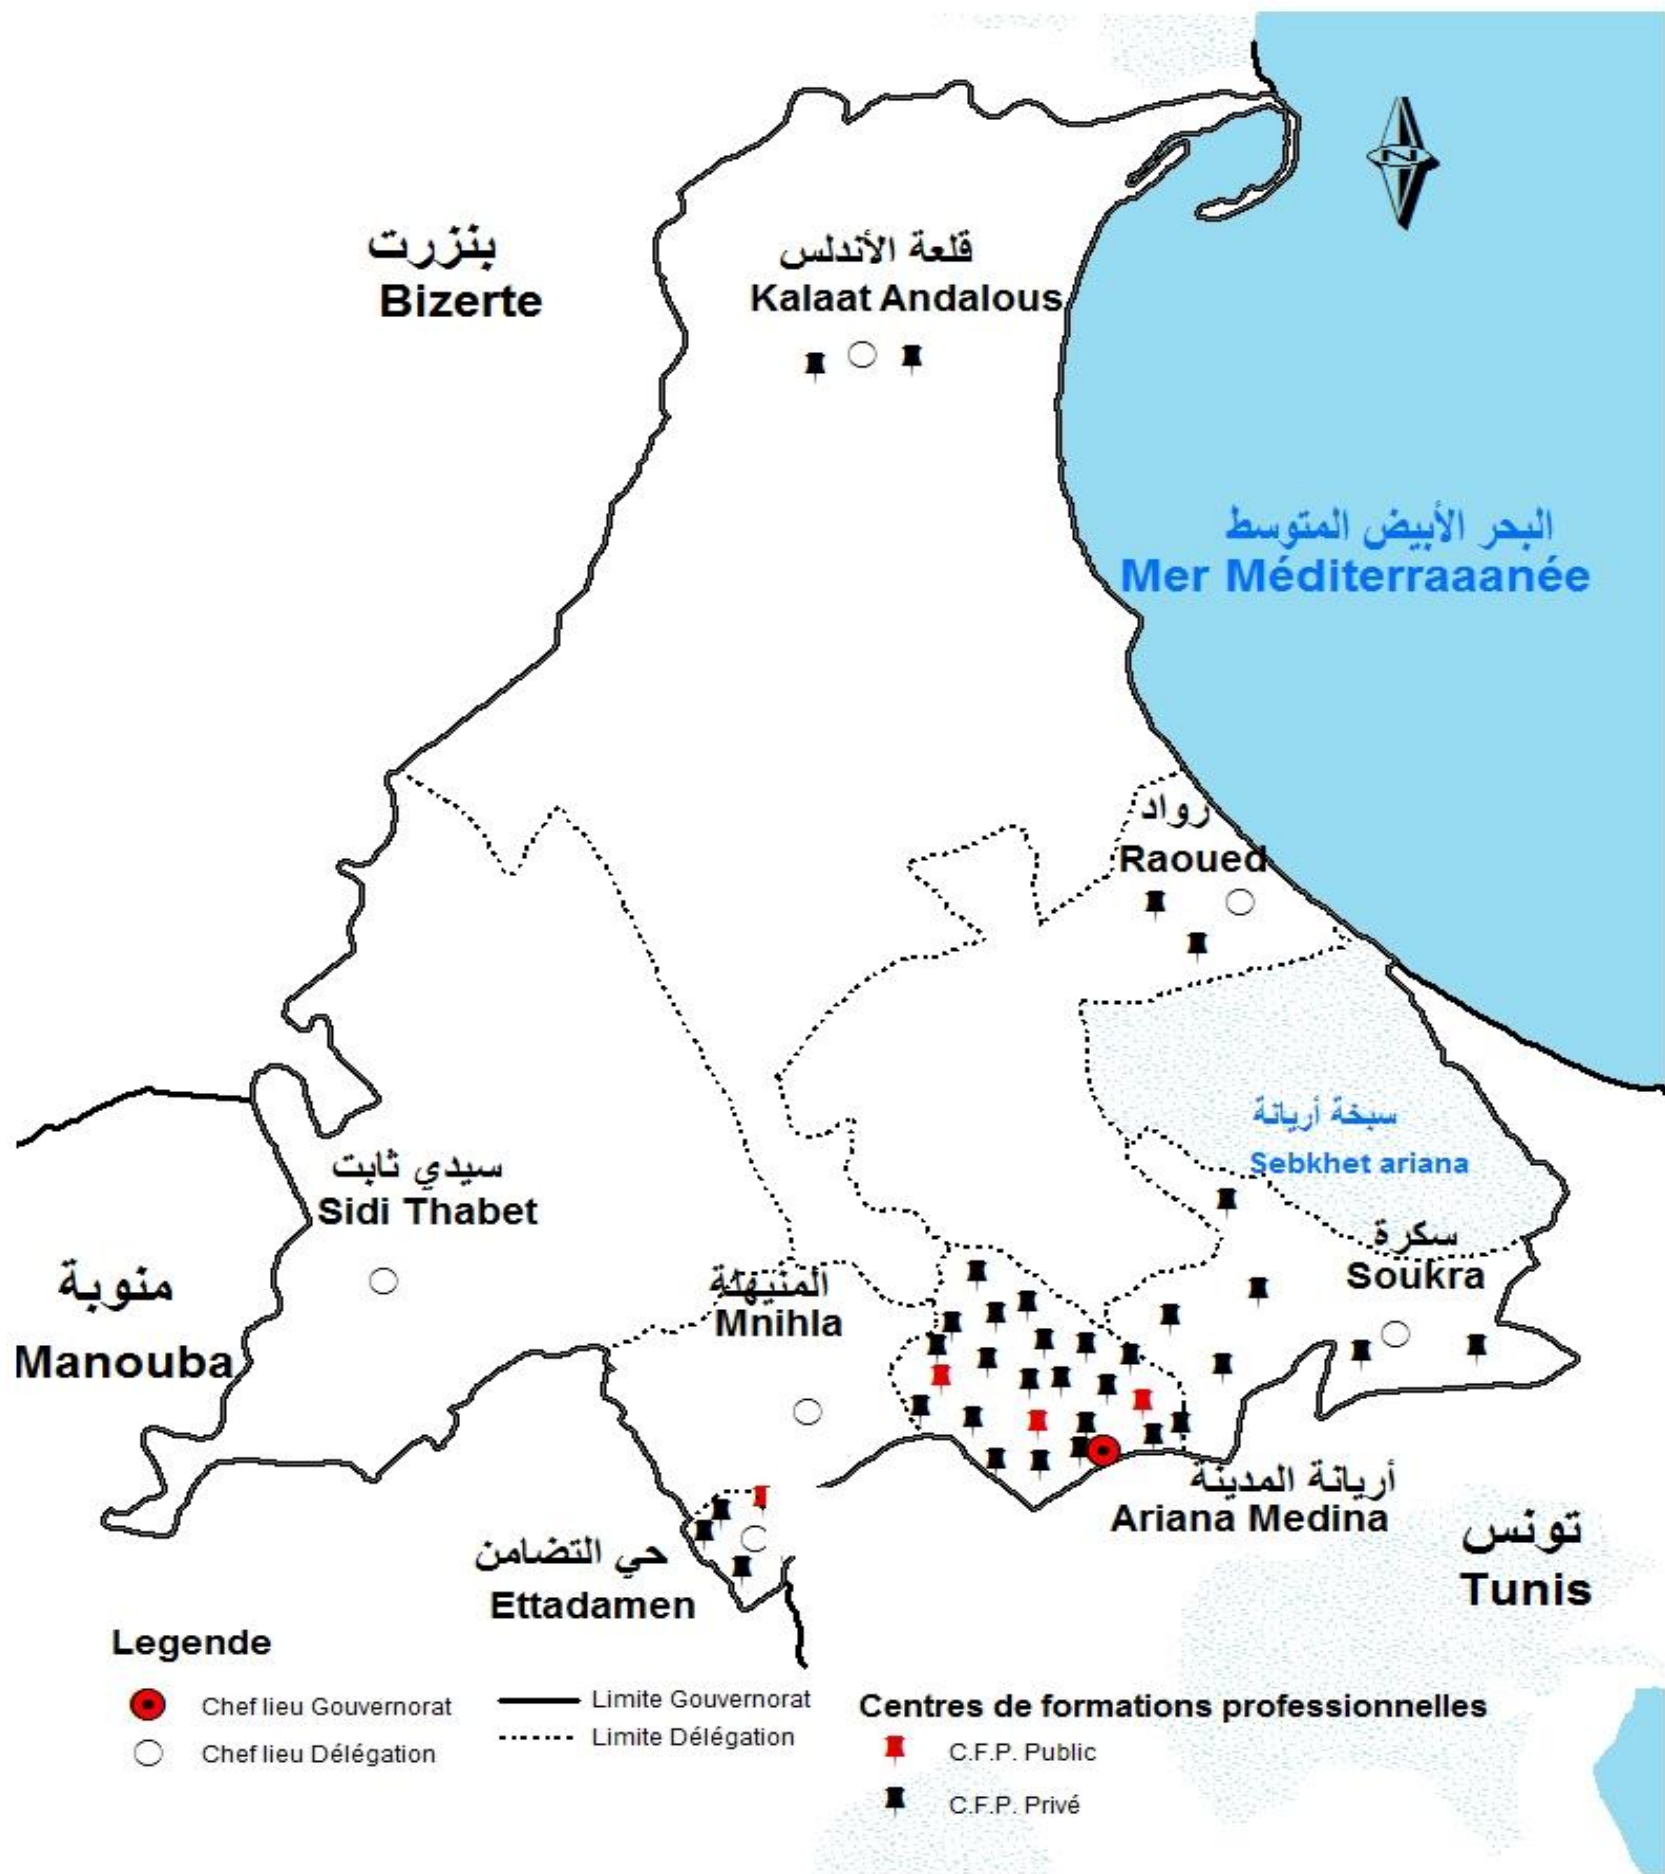 بنزرت
Bizerte
قلعة الأندلس
Kalaat Andalous
N
البحر الأبيض المتوسط
Mer Méditerraaanée
رواد
Raoued
سبخة أريانة
Sebkhet ariana
سيدي ثابت
Sidi Thabet
سكرة
Soukra
منوبة
Manouba
المنيهلة
Mnihla
أريانة المدينة
Ariana Medina
تونس
Tunis
حي التضامن
Ettadamen
Legende
Chef lieu Gouvernorat
Chef lieu Délégation
Limite Gouvernorat
Limite Délégation
Centres de formations professionnelles
C.F.P. Public
C.F.P. Privé